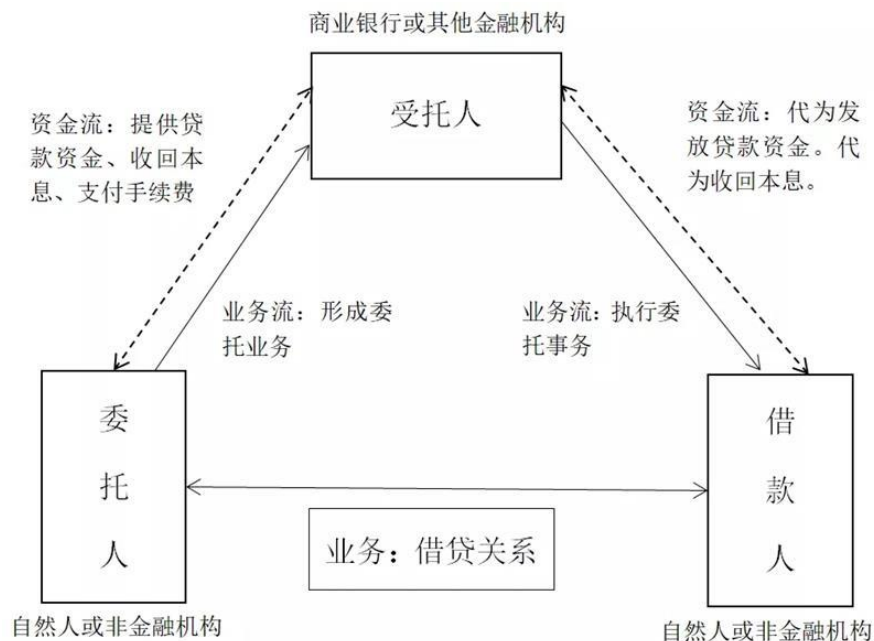 商业银行或其他金融机构
受托人
资金流：提供贷
款资金、收回本
息、支付手续费
资金流：代为发
放贷款资金。代
为收回本息。
业务流：形成委
托业务
业务流：执行委
托事务
委
托
人
借
款
人
业务：借贷关系
自然人或非金融机构
自然人或非金融机构